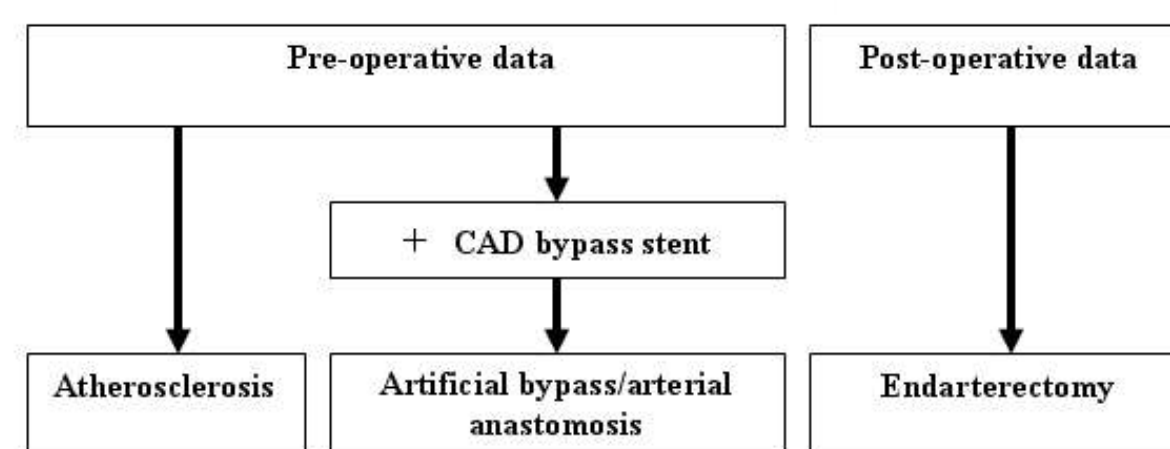 Pre-operative data
Post-operative data
+ CAD bypass stent
Atherosclerosis
Artificial bypass/arterial
anastomosis
Endarterectomy